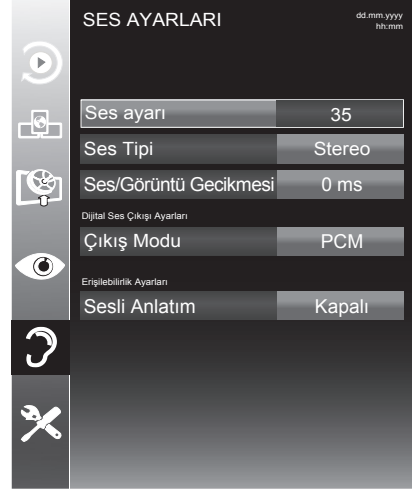 SES AYARLARI
dd.mm.yyyy
hh:mm
Ses ayarı 35
Ses Tipi Stereo
Ses/Görüntü Gecikmesi 0 ms
Dijital Ses Çıkışı Ayarları
Çıkış Modu PCM
Erişilebilirlik Ayarları
Sesli Anlatım Kapalı